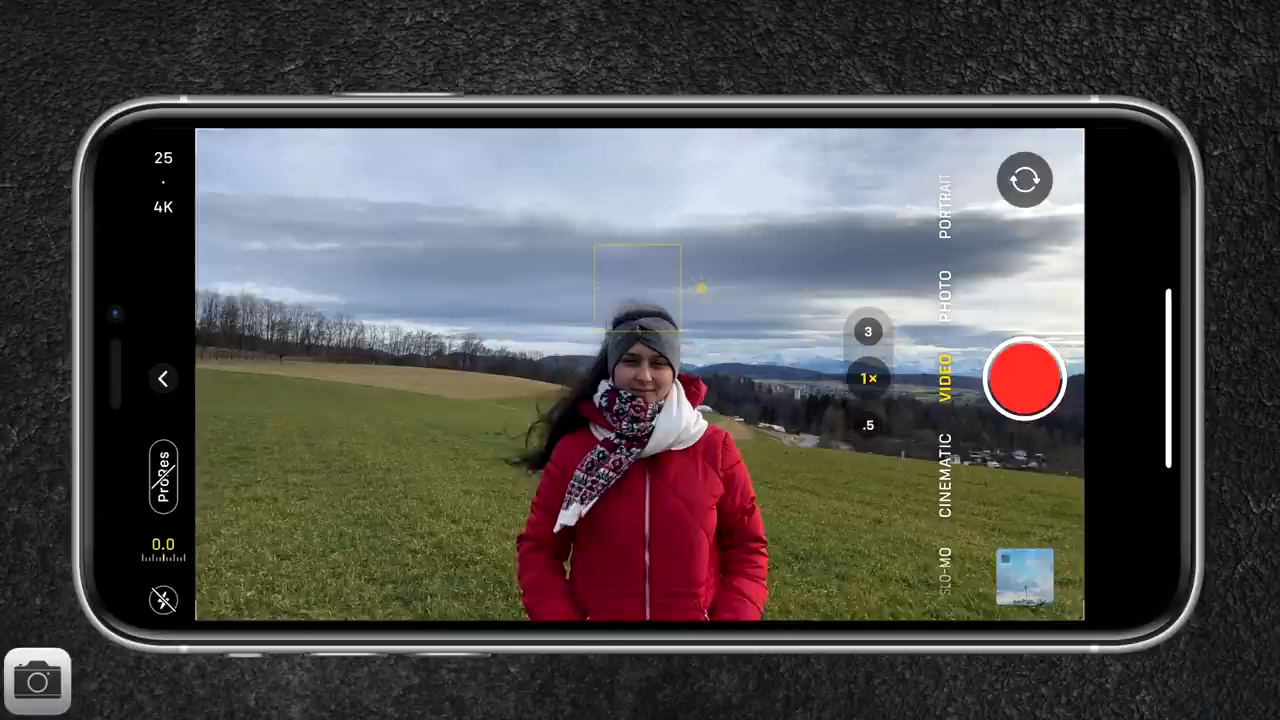 25
·
4K
ProRes
0.0
3
1×
.5
PORTRAIT
PHOTO
VIDEO
CINEMATIC
SLO-MO